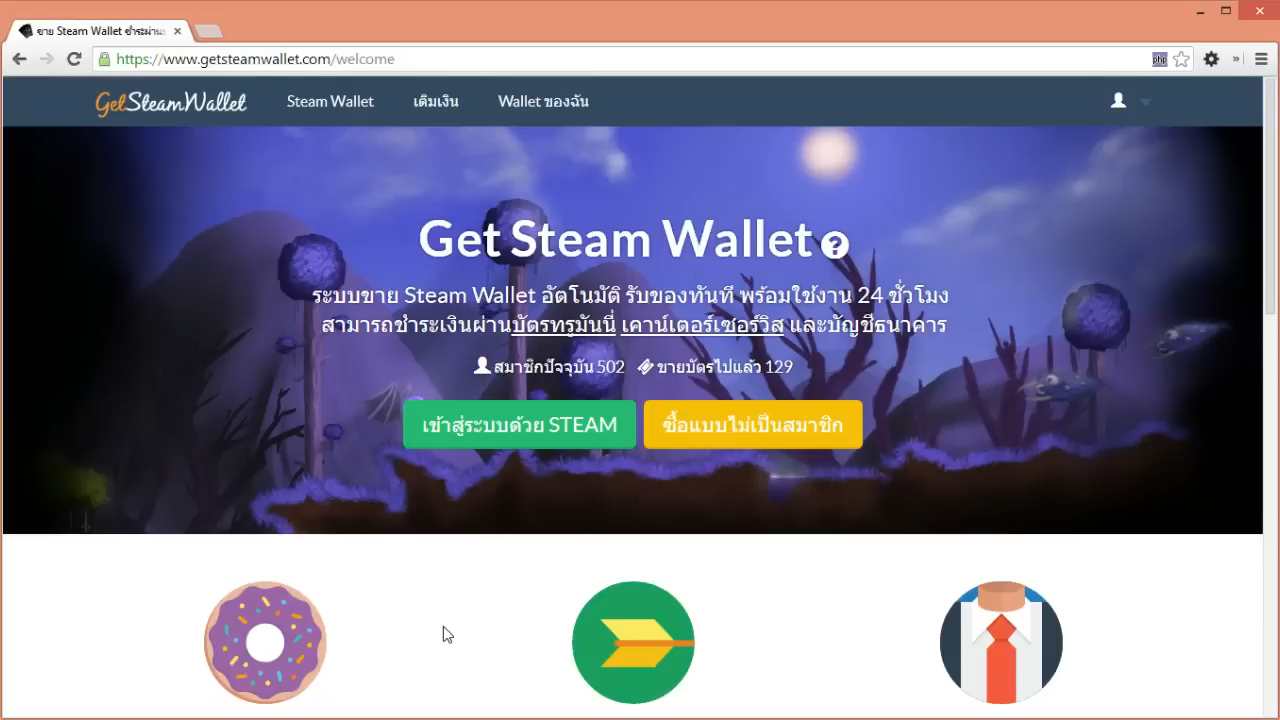 ขาย Steam Wallet ชำระผ่าน
https://www.getsteamwallet.com/welcome
php
GetSteamWallet Steam Wallet เติมเงิน Wallet ของฉัน
Get Steam Wallet ?
ระบบขาย Steam Wallet อัตโนมัติ รับของทันที พร้อมใช้งาน 24 ชั่วโมง
สามารถชำระเงินผ่านบัตรทรูมันนี่ เคาน์เตอร์เซอร์วิส และบัญชีธนาคาร
สมาชิกปัจจุบัน 502 ขายบัตรไปแล้ว 129
เข้าสู่ระบบด้วย STEAM ซื้อแบบไม่เป็นสมาชิก